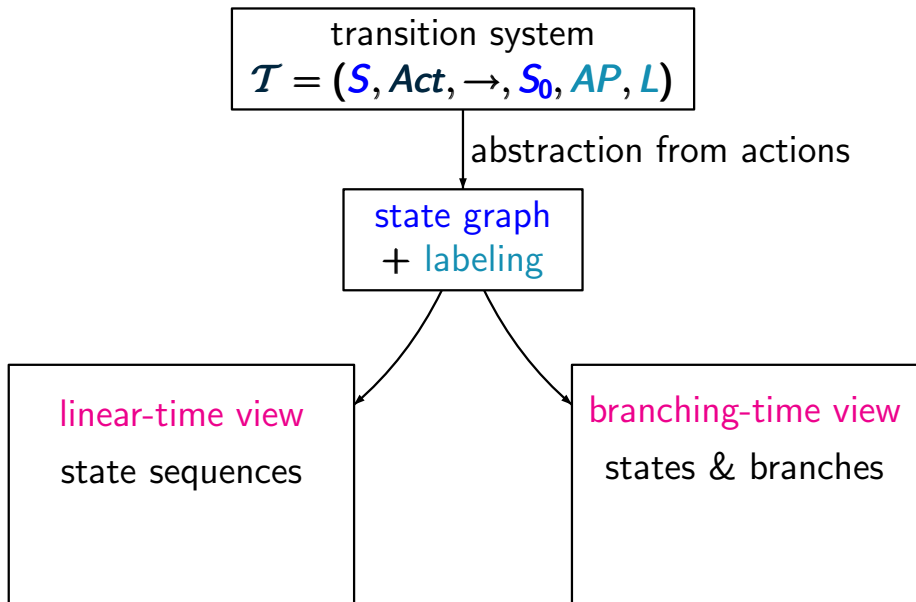 transition system
𝒯 = (S, Act, →, S₀, AP, L)
abstraction from actions
state graph
+ labeling
linear-time view
state sequences
branching-time view
states & branches